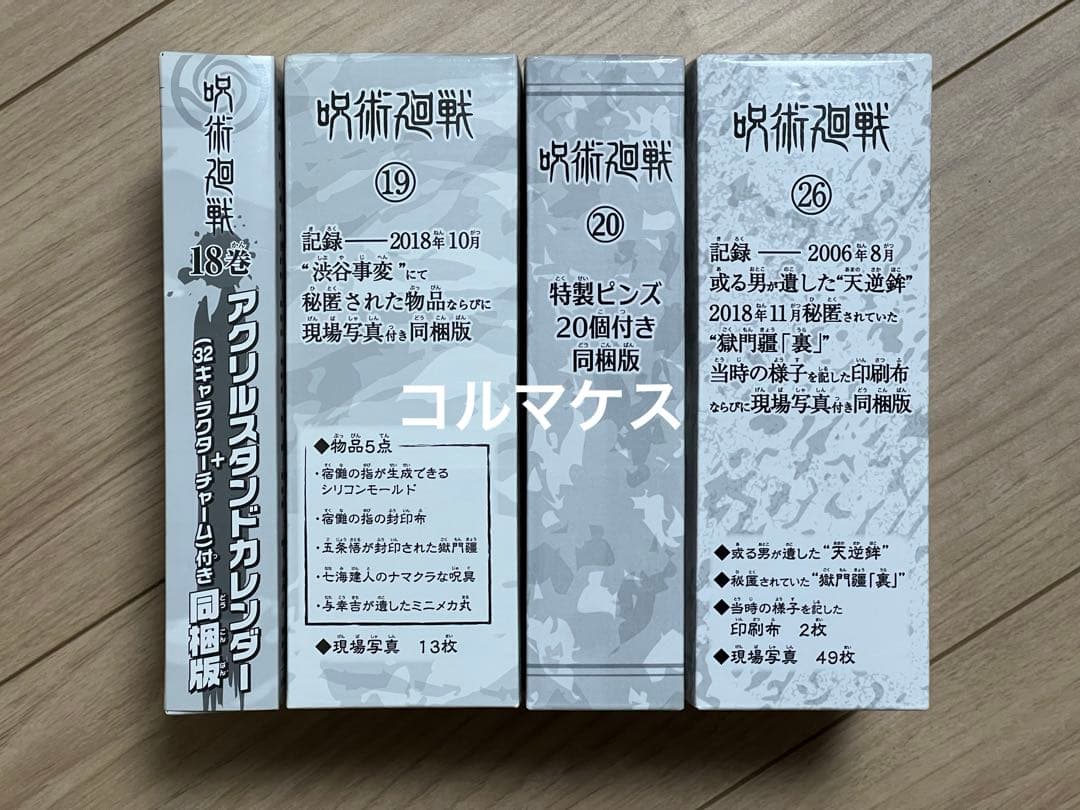 呪術廻戦
18巻
アクリルスタンドカレンダー
+
(32キャラクターチャーム)付き
同梱版
呪術廻戦
⑲
記録——2018年10月
“渋谷事変”にて
秘匿された物品ならびに
現場写真付き同梱版
◆物品5点
・宿儺の指が生成できる
シリコンモールド
・宿儺の指の封印布
・五条悟が封印された獄門疆
・七海建人のナマクラな呪具
・与幸吉が遺したミニメカ丸
◆現場写真 13枚
呪術廻戦
⑳
特製ピンズ
20個付き
同梱版
呪術廻戦
㉖
記録 — 2006年8月
或る男が遺した“天逆鉾”
2018年11月秘匿されていた
“獄門疆「裏」”
当時の様子を記した印刷布
ならびに現場写真付き同梱版
◆或る男が遺した“天逆鉾”
◆秘匿されていた“獄門疆「裏」”
◆当時の様子を記した
印刷布 2枚
◆現場写真 49枚
コルマケス